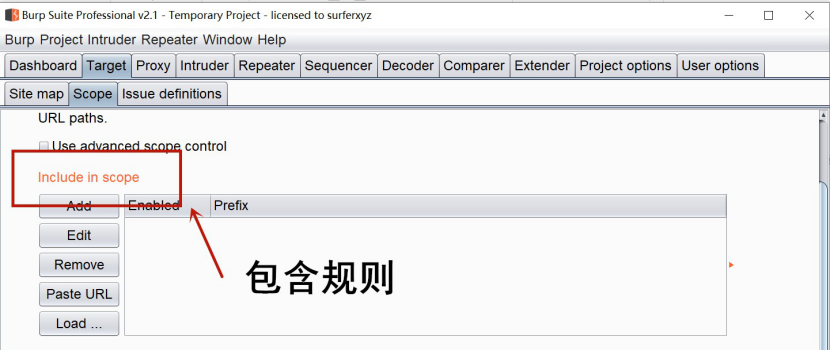 Burp Suite Professional v2.1 - Temporary Project - licensed to surferxyz
Burp Project Intruder Repeater Window Help
Dashboard Target Proxy Intruder Repeater Sequencer Decoder Comparer Extender Project options User options
Site map Scope Issue definitions
URL paths.
Use advanced scope control
Include in scope
Add Enabled Prefix
Edit
Remove
包含规则
Paste URL
Load ...